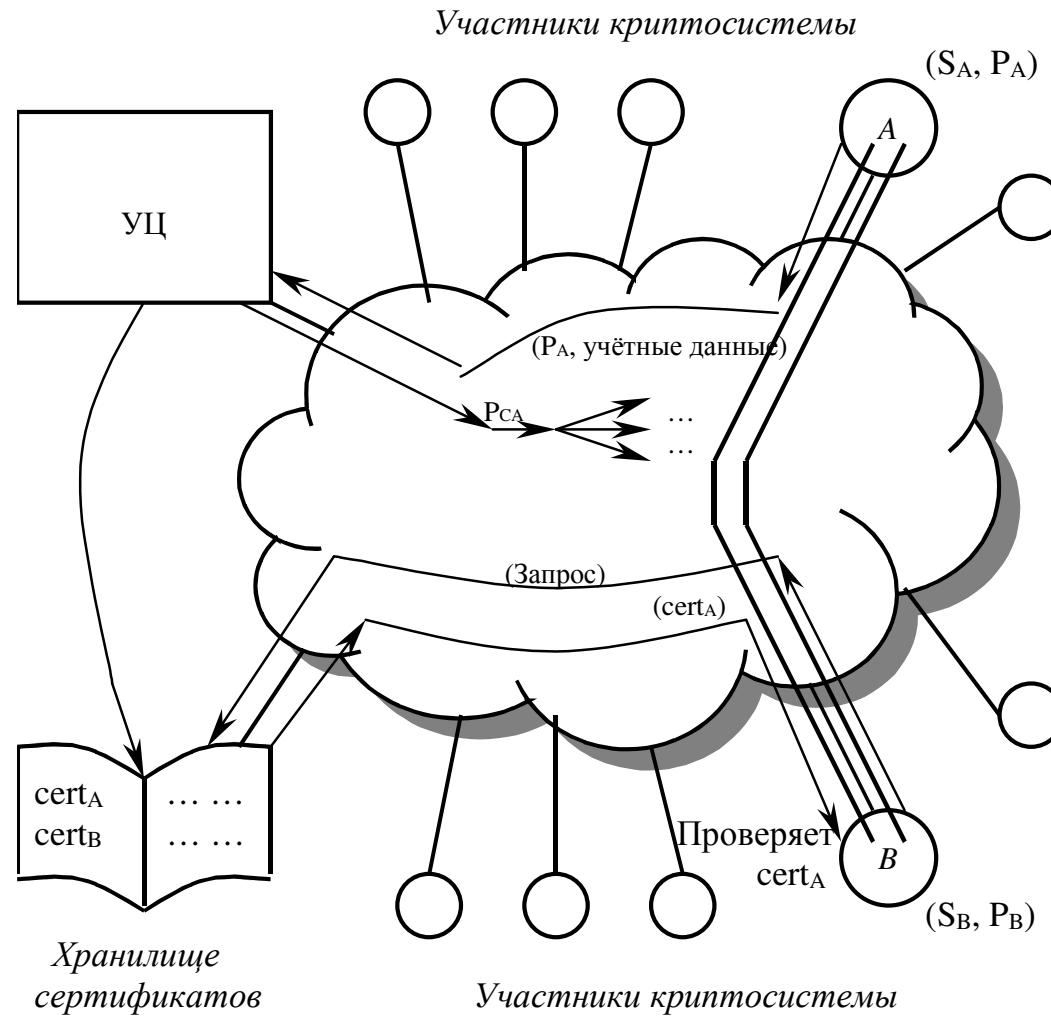 Участники криптосистемы
(SA, PA)
A
УЦ
(PA, учётные данные)
PCA
…
…
(Запрос)
(certA)
certA
certB
… …
… …
Проверяет
certA
B
(SB, PB)
Хранилище
сертификатов
Участники криптосистемы